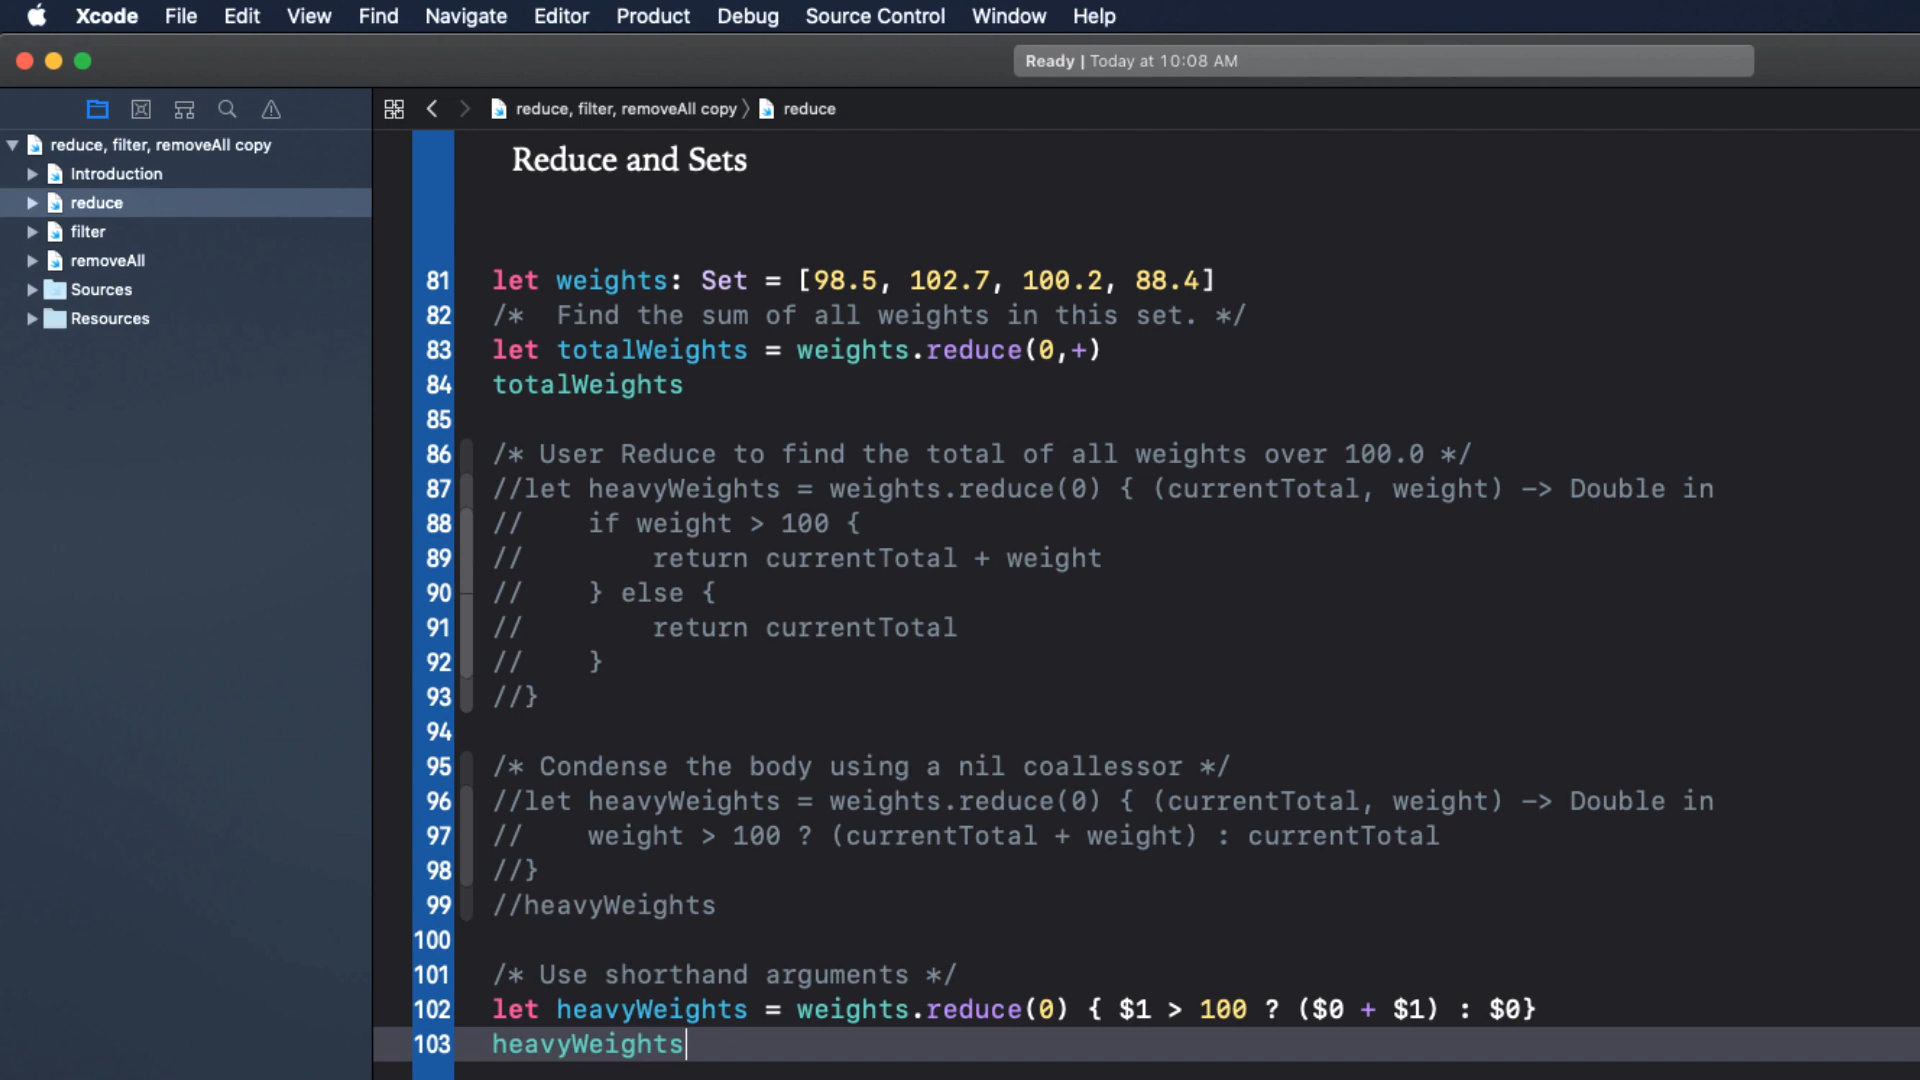 Xcode File Edit View Find Navigate Editor Product Debug Source Control Window Help
Ready | Today at 10:08 AM
reduce, filter, removeAll copy
Introduction
reduce
filter
removeAll
Sources
Resources
reduce, filter, removeAll copy 〉 reduce
Reduce and Sets
81 let weights: Set = [98.5, 102.7, 100.2, 88.4]
82 /*  Find the sum of all weights in this set. */
83 let totalWeights = weights.reduce(0,+)
84 totalWeights
85
86 /* User Reduce to find the total of all weights over 100.0 */
87 //let heavyWeights = weights.reduce(0) { (currentTotal, weight) -> Double in
88 //    if weight > 100 {
89 //        return currentTotal + weight
90 //    } else {
91 //        return currentTotal
92 //    }
93 //}
94
95 /* Condense the body using a nil coallessor */
96 //let heavyWeights = weights.reduce(0) { (currentTotal, weight) -> Double in
97 //    weight > 100 ? (currentTotal + weight) : currentTotal
98 //}
99 //heavyWeights
100
101 /* Use shorthand arguments */
102 let heavyWeights = weights.reduce(0) { $1 > 100 ? ($0 + $1) : $0}
103 heavyWeights